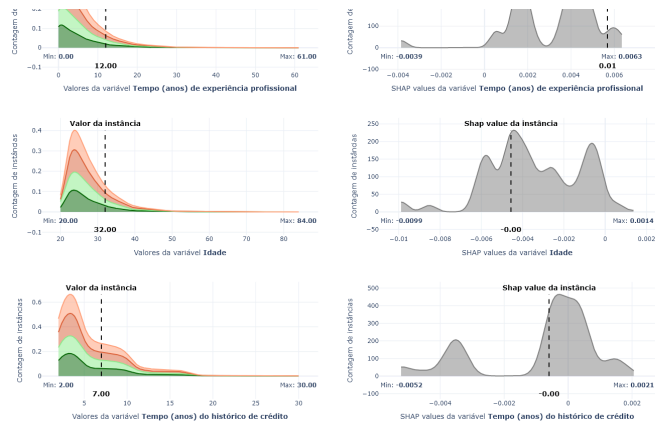 0.2
0.1
0
−0.1
Contagem de
Min: 0.00
Max: 61.00
12.00
0
10
20
30
40
50
60
Valores da variável Tempo (anos) de experiência profissional
100
0
−100
Contagem de
Min: -0.0039
Max: 0.0063
0.01
−0.004
−0.002
0
0.002
0.004
0.006
SHAP values da variável Tempo (anos) de experiência profissional
Valor da instância
0.4
0.3
0.2
0.1
0
−0.1
Contagem de instâncias
Min: 20.00
Max: 84.00
32.00
20
30
40
50
60
70
80
Valores da variável Idade
Shap value da instância
250
200
150
100
50
0
−50
Contagem de instâncias
Min: -0.0099
Max: 0.0014
-0.00
−0.01
−0.008
−0.006
−0.004
−0.002
0
0.002
SHAP values da variável Idade
Valor da instância
0.6
0.4
0.2
0
Contagem de instâncias
Min: 2.00
Max: 30.00
7.00
5
10
15
20
25
30
Valores da variável Tempo (anos) do histórico de crédito
Shap value da instância
500
400
300
200
100
0
−100
Contagem de instâncias
Min: -0.0052
Max: 0.0021
-0.00
−0.004
−0.002
0
0.002
SHAP values da variável Tempo (anos) do histórico de crédito